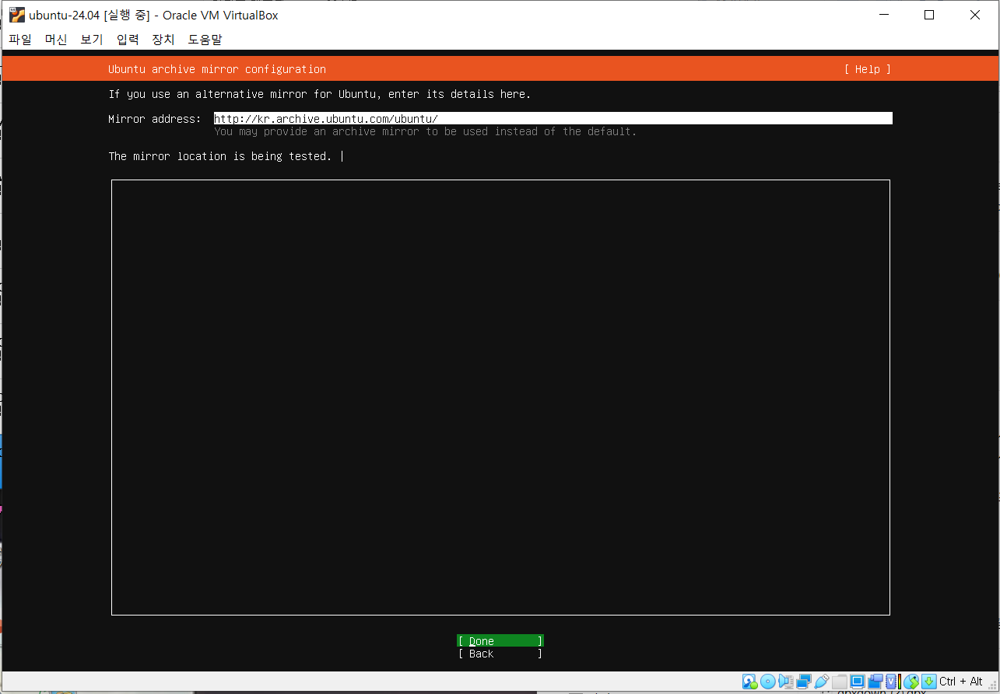 ubuntu-24.04 [실행 중] - Oracle VM VirtualBox
파일 머신 보기 입력 장치 도움말
Ubuntu archive mirror configuration [ Help ]
If you use an alternative mirror for Ubuntu, enter its details here.
Mirror address: http://kr.archive.ubuntu.com/ubuntu/
You may provide an archive mirror to be used instead of the default.
The mirror location is being tested. |
[ Done ]
[ Back ]
Ctrl + Alt